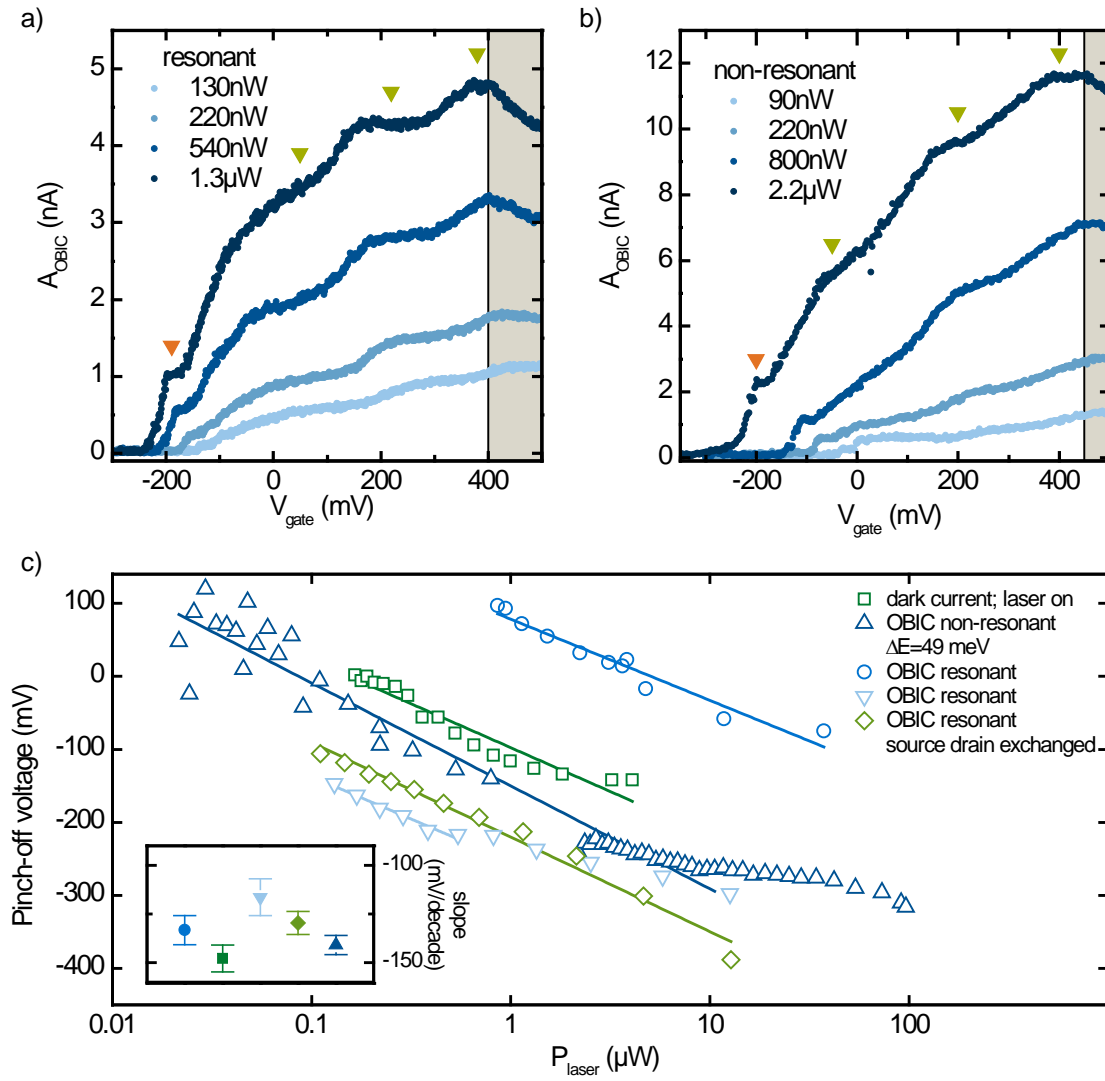 a)
resonant
130nW
220nW
540nW
1.3µW
5
4
3
2
1
0
A_OBIC (nA)
-200 0 200 400
V_gate (mV)
b)
non-resonant
90nW
220nW
800nW
2.2µW
12
10
8
6
4
2
0
A_OBIC (nA)
-200 0 200 400
V_gate (mV)
c)
dark current; laser on
OBIC non-resonant
ΔE=49 meV
OBIC resonant
OBIC resonant
OBIC resonant
source drain exchanged
100
0
-100
-200
-300
-400
Pinch-off voltage (mV)
-100
-150
slope
(mV/decade)
0.01 0.1 1 10 100
P_laser (µW)